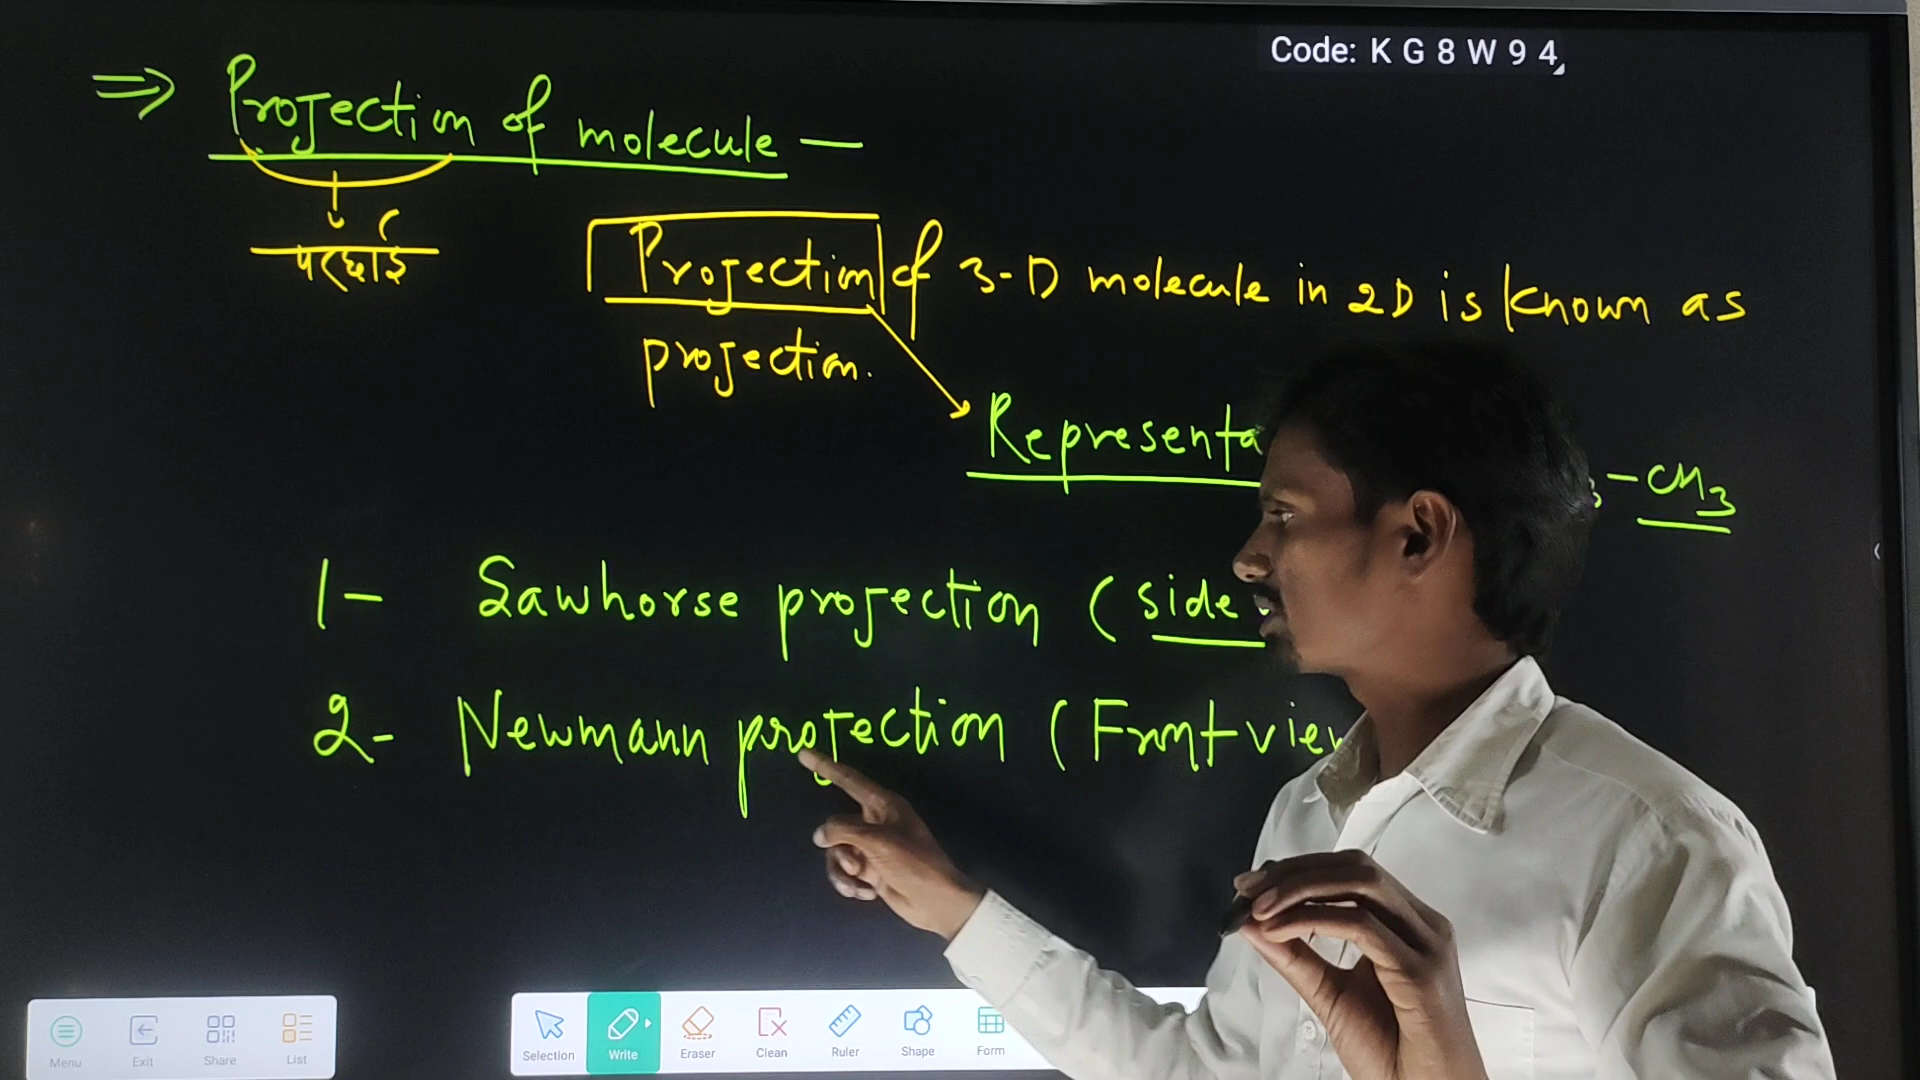 Code: K G 8 W 9 4
⇒ Projection of molecule —
परछाई
Projection of 3-D molecule in 2D is known as
projection.
Representa
3-CH3
1- Sawhorse projection (side
2- Newmann projection (Front view
Menu Exit Share List
Selection Write Eraser Clean Ruler Shape Form